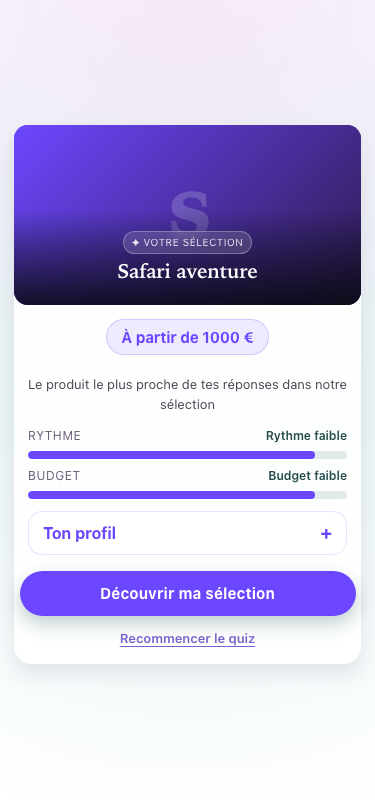 S
✦ VOTRE SÉLECTION
Safari aventure
À partir de 1000 €
Le produit le plus proche de tes réponses dans notre
sélection
RYTHME Rythme faible
BUDGET Budget faible
Ton profil +
Découvrir ma sélection
Recommencer le quiz